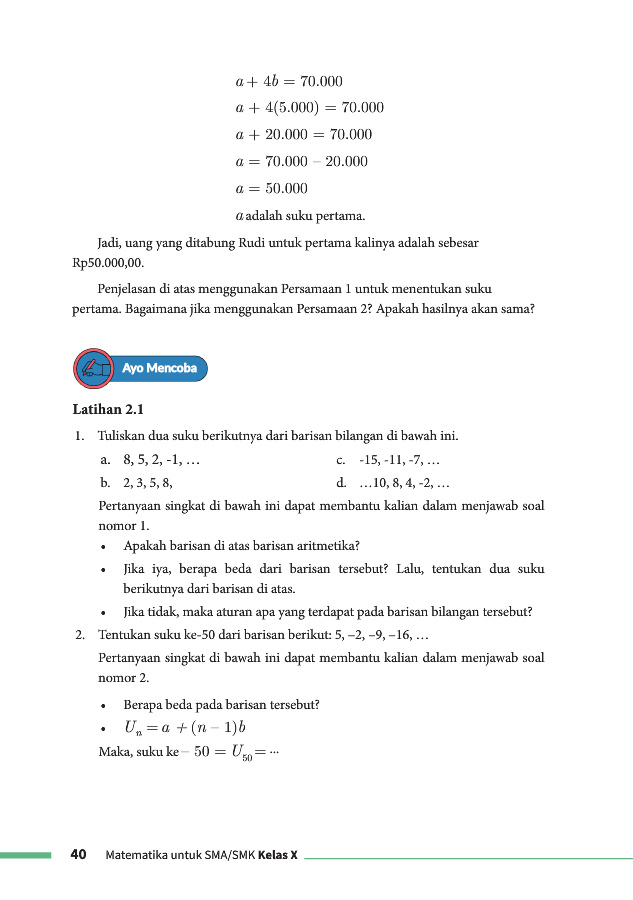 a + 4b = 70.000
a + 4(5.000) = 70.000
a + 20.000 = 70.000
a = 70.000 – 20.000
a = 50.000
a adalah suku pertama.
Jadi, uang yang ditabung Rudi untuk pertama kalinya adalah sebesar
Rp50.000,00.
Penjelasan di atas menggunakan Persamaan 1 untuk menentukan suku
pertama. Bagaimana jika menggunakan Persamaan 2? Apakah hasilnya akan sama?
Ayo Mencoba
Latihan 2.1
1. Tuliskan dua suku berikutnya dari barisan bilangan di bawah ini.
a. 8, 5, 2, -1, …
c. -15, -11, -7, …
b. 2, 3, 5, 8,
d. …10, 8, 4, -2, …
Pertanyaan singkat di bawah ini dapat membantu kalian dalam menjawab soal
nomor 1.
• Apakah barisan di atas barisan aritmetika?
• Jika iya, berapa beda dari barisan tersebut? Lalu, tentukan dua suku
berikutnya dari barisan di atas.
• Jika tidak, maka aturan apa yang terdapat pada barisan bilangan tersebut?
2. Tentukan suku ke-50 dari barisan berikut: 5, –2, –9, –16, …
Pertanyaan singkat di bawah ini dapat membantu kalian dalam menjawab soal
nomor 2.
• Berapa beda pada barisan tersebut?
• Uₙ = a + (n – 1)b
Maka, suku ke – 50 = U₅₀ = ···
40 Matematika untuk SMA/SMK Kelas X